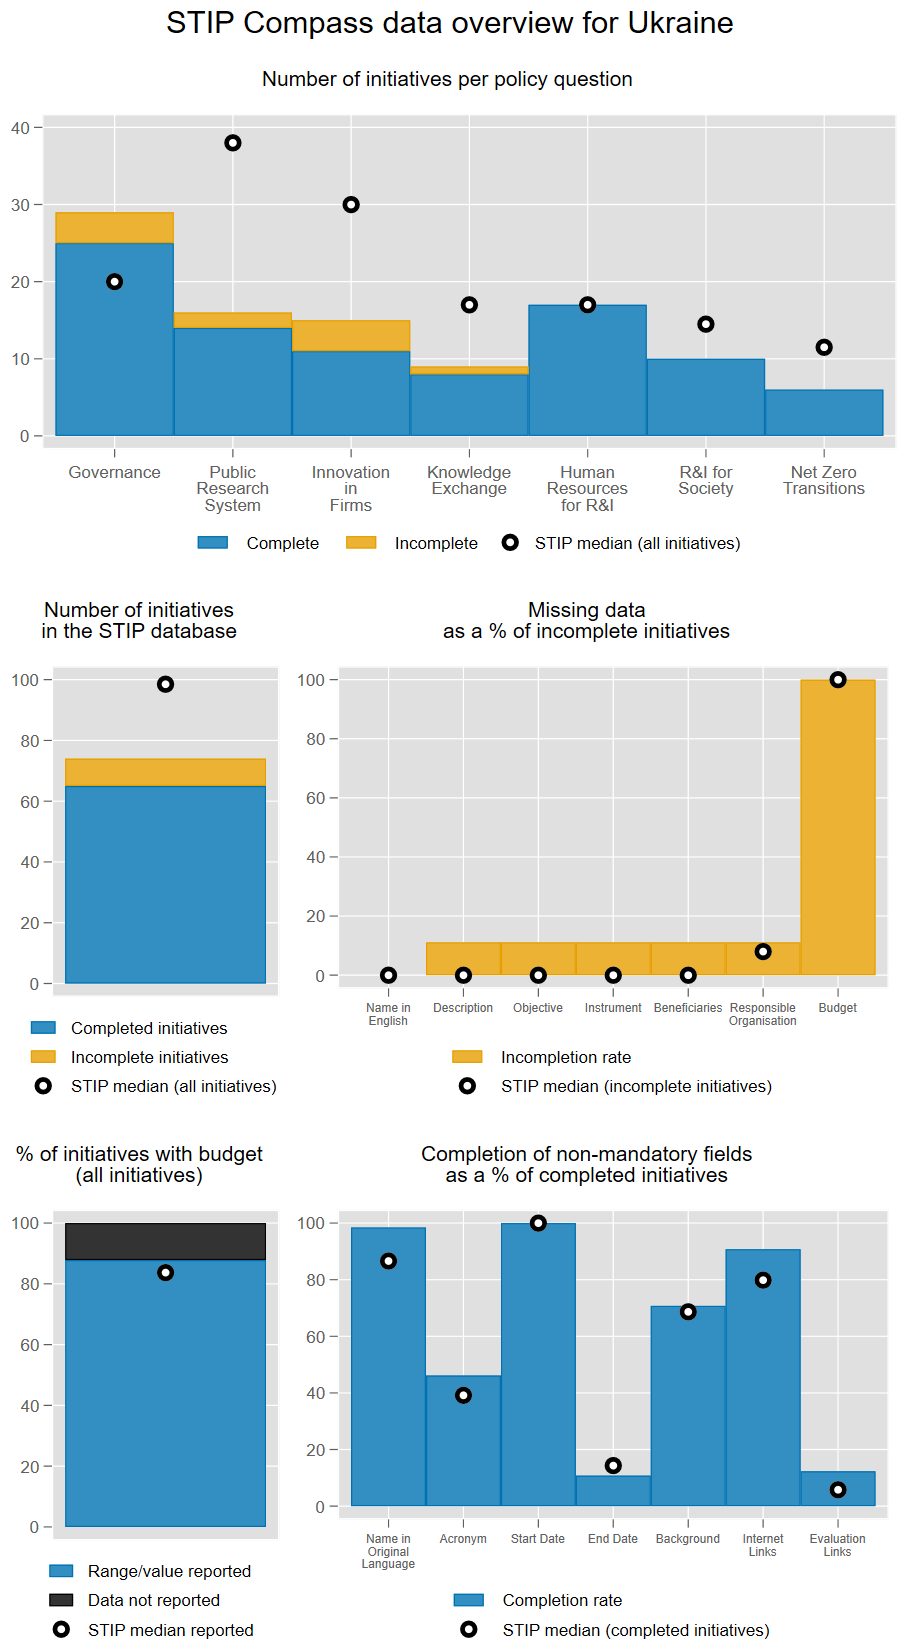 STIP Compass data overview for Ukraine
Number of initiatives per policy question
40
30
20
10
0
Governance
Public
Research
System
Innovation
in
Firms
Knowledge
Exchange
Human
Resources
for R&I
R&I for
Society
Net Zero
Transitions
Complete
Incomplete
STIP median (all initiatives)
Number of initiatives
in the STIP database
100
80
60
40
20
0
Completed initiatives
Incomplete initiatives
STIP median (all initiatives)
Missing data
as a % of incomplete initiatives
100
80
60
40
20
0
Name in
English
Description
Objective
Instrument
Beneficiaries
Responsible
Organisation
Budget
Incompletion rate
STIP median (incomplete initiatives)
% of initiatives with budget
(all initiatives)
100
80
60
40
20
0
Range/value reported
Data not reported
STIP median reported
Completion of non-mandatory fields
as a % of completed initiatives
100
80
60
40
20
0
Name in
Original
Language
Acronym
Start Date
End Date
Background
Internet
Links
Evaluation
Links
Completion rate
STIP median (completed initiatives)